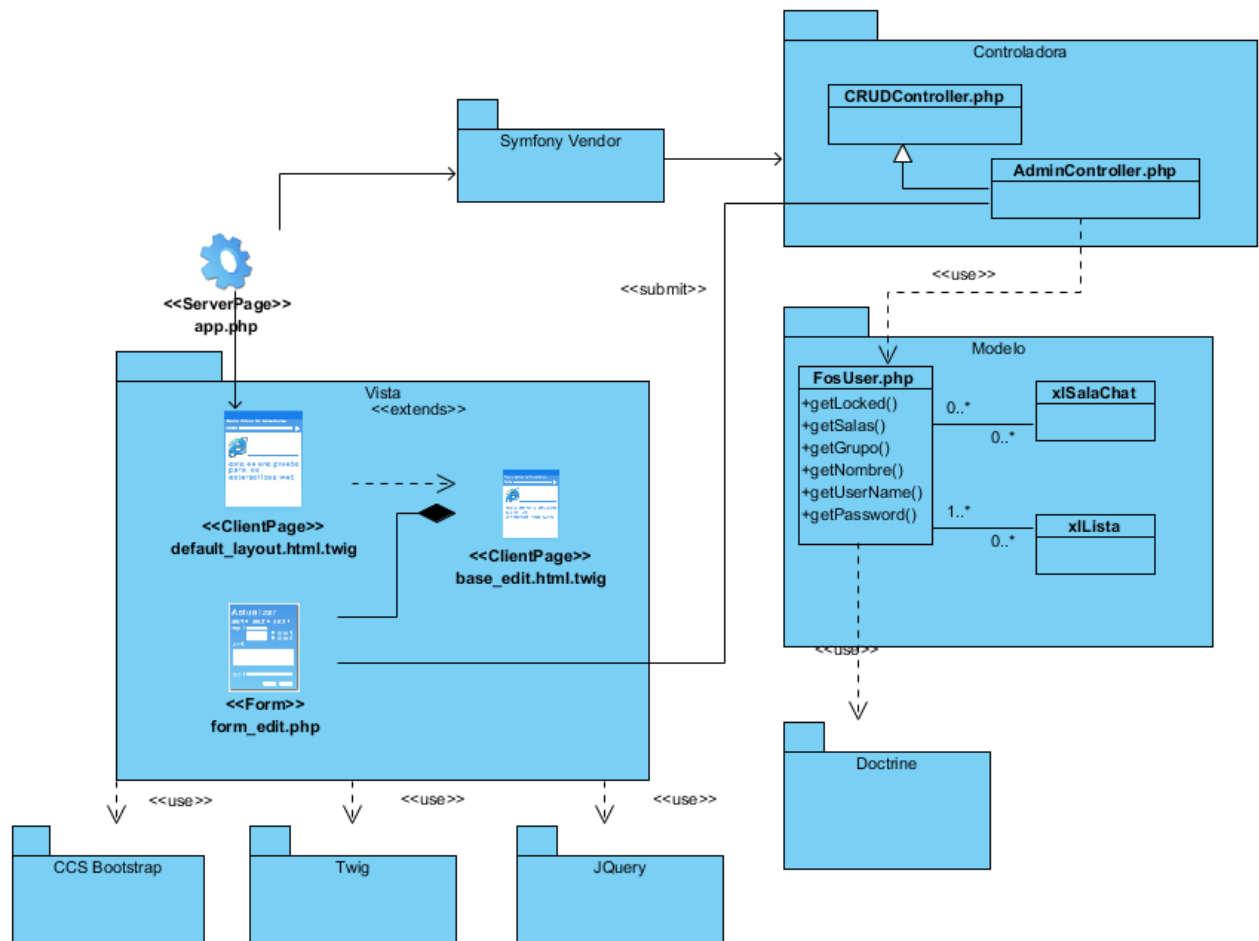 Controladora
CRUDController.php
AdminController.php
Symfony Vendor
<<use>>
<<submit>>
<<ServerPage>>
app.php
Vista
<<extends>>
<<ClientPage>>
default_layout.html.twig
<<ClientPage>>
base_edit.html.twig
Actualizar
<<Form>>
form_edit.php
Modelo
FosUser.php
+getLocked()
+getSalas()
+getGrupo()
+getNombre()
+getUserName()
+getPassword()
0..*
0..*
xlSalaChat
1..*
0..*
xlLista
<<use>>
Doctrine
<<use>>
<<use>>
<<use>>
CCS Bootstrap
Twig
JQuery